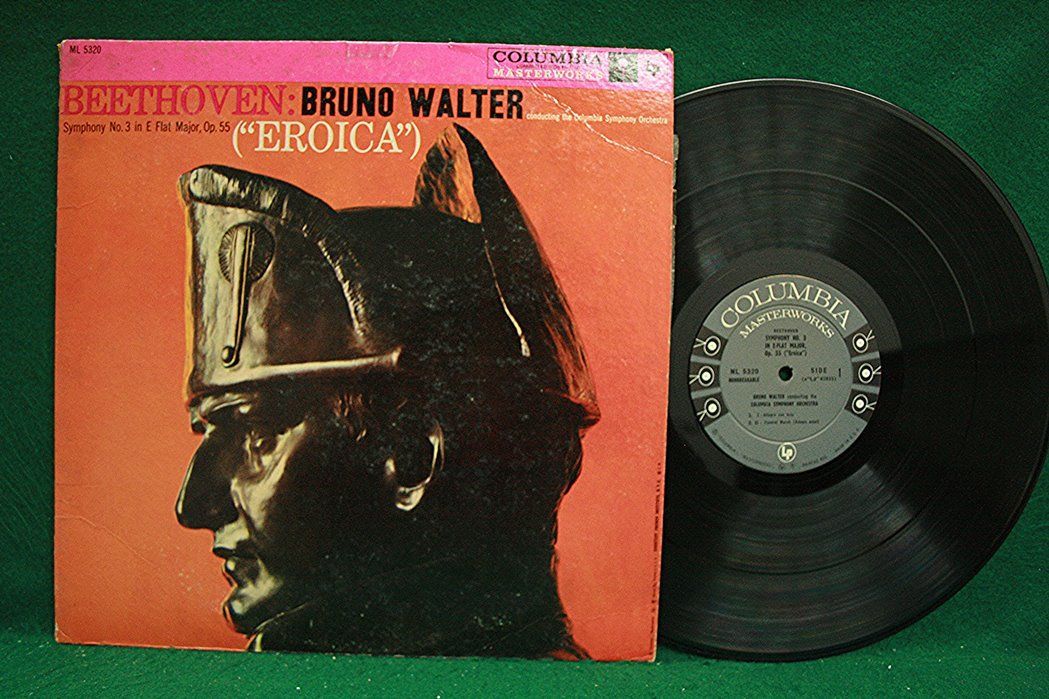 ML 5320
COLUMBIA
MASTERWORKS
BEETHOVEN: BRUNO WALTER conducting the Columbia Symphony Orchestra
Symphony No. 3 in E Flat Major, Op. 55
("EROICA")
COLUMBIA
MASTERWORKS
BEETHOVEN
SYMPHONY NO. 3
IN E-FLAT MAJOR,
Op. 55 ("Eroica")
ML 5320 SIDE 1
NONBREAKABLE
BRUNO WALTER conducting the
COLUMBIA SYMPHONY ORCHESTRA
LP